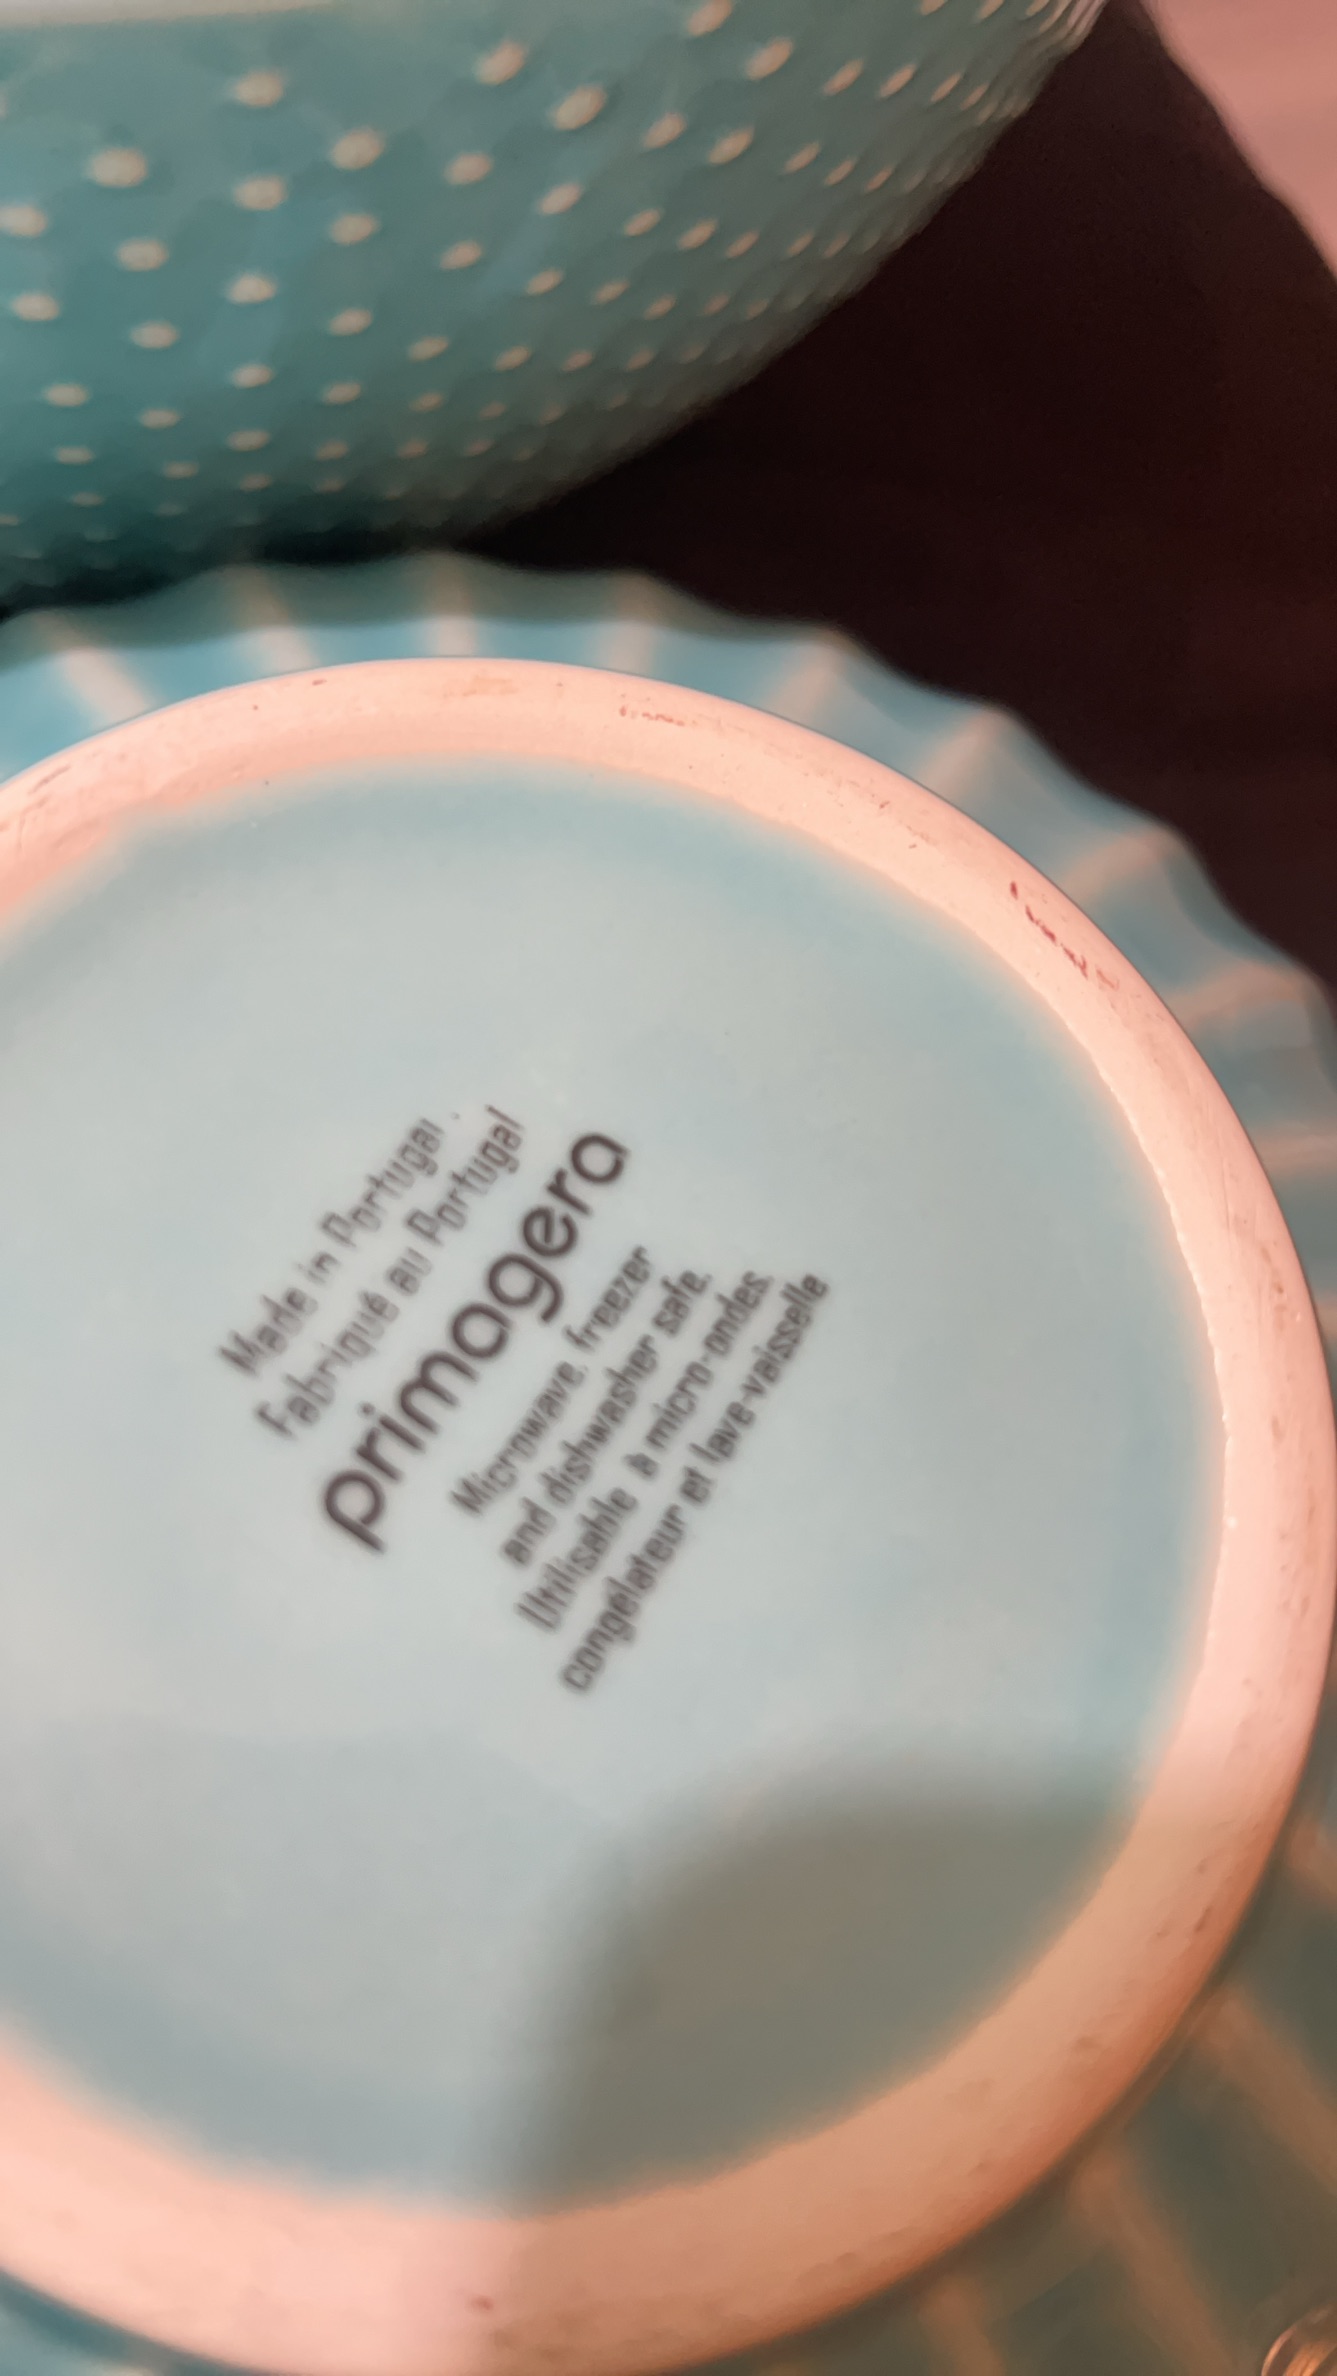 Made in Portugal
Fabriqué au Portugal
primagera
Microwave, freezer
and dishwasher safe.
Utilisable à micro-ondes,
congélateur et lave-vaisselle